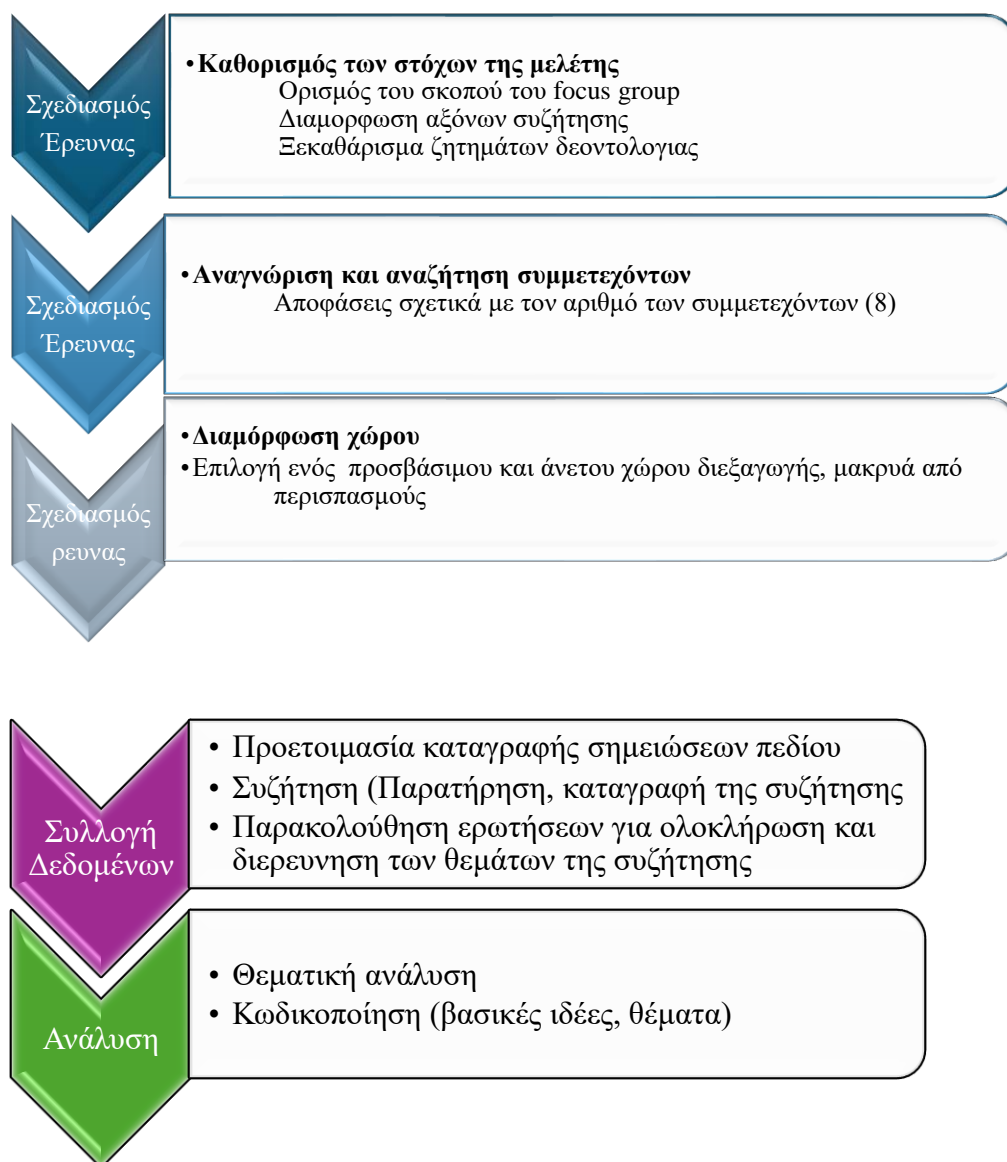 Σχεδιασμός
Έρευνας
•Καθορισμός των στόχων της μελέτης
Ορισμός του σκοπού του focus group
Διαμορφωση αξόνων συζήτησης
Ξεκαθάρισμα ζητημάτων δεοντολογιας
Σχεδιασμός
Έρευνας
•Αναγνώριση και αναζήτηση συμμετεχόντων
Αποφάσεις σχετικά με τον αριθμό των συμμετεχόντων (8)
Σχεδιασμός
ρευνας
•Διαμόρφωση χώρου
•Επιλογή ενός προσβάσιμου και άνετου χώρου διεξαγωγής, μακρυά από
περισπασμούς
Συλλογή
Δεδομένων
• Προετοιμασία καταγραφής σημειώσεων πεδίου
• Συζήτηση (Παρατήρηση, καταγραφή της συζήτησης
• Παρακολούθηση ερωτήσεων για ολοκλήρωση και
διερευνηση των θεμάτων της συζήτησης
Ανάλυση
• Θεματική ανάλυση
• Κωδικοποίηση (βασικές ιδέες, θέματα)